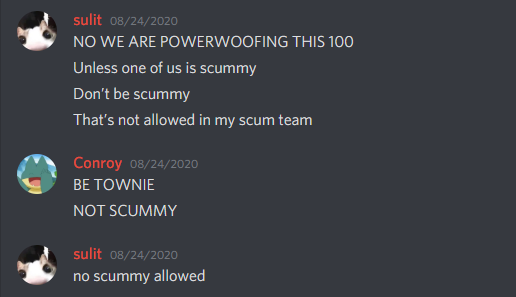 sulit 08/24/2020
NO WE ARE POWERWOOFING THIS 100
Unless one of us is scummy
Don’t be scummy
That’s not allowed in my scum team
Conroy 08/24/2020
BE TOWNIE
NOT SCUMMY
sulit 08/24/2020
no scummy allowed